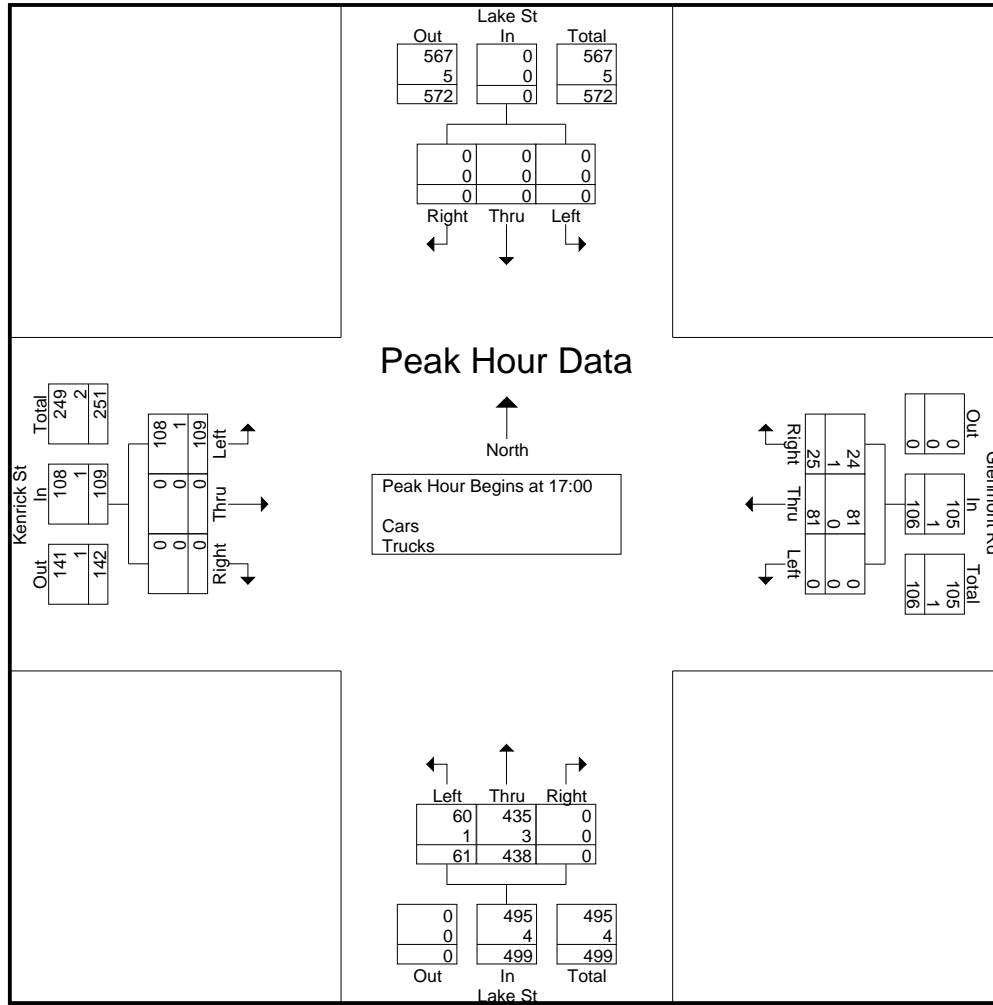 Lake St
Out In Total
567 0 567
5 0 5
572 0 572
0 0 0
0 0 0
0 0 0
Right Thru Left
Peak Hour Data
North
Peak Hour Begins at 17:00
Cars
Trucks
Kenrick St
Total In Out
249 108 141
2 1 1
251 109 142
108 0 0
1 0 0
109 0 0
Left Thru Right
Glenmont Rd
Out In Total
0 105 105
0 1 1
0 106 106
24 81 0
1 0 0
25 81 0
Right Thru Left
Left Thru Right
60 435 0
1 3 0
61 438 0
0 495 495
0 4 4
0 499 499
Out In Total
Lake St